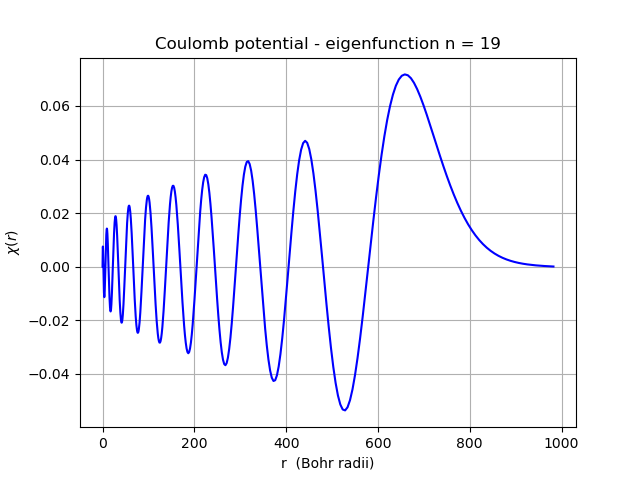 Coulomb potential - eigenfunction n = 19
χ(r)
0.06
0.04
0.02
0.00
−0.02
−0.04
0 200 400 600 800 1000
r (Bohr radii)